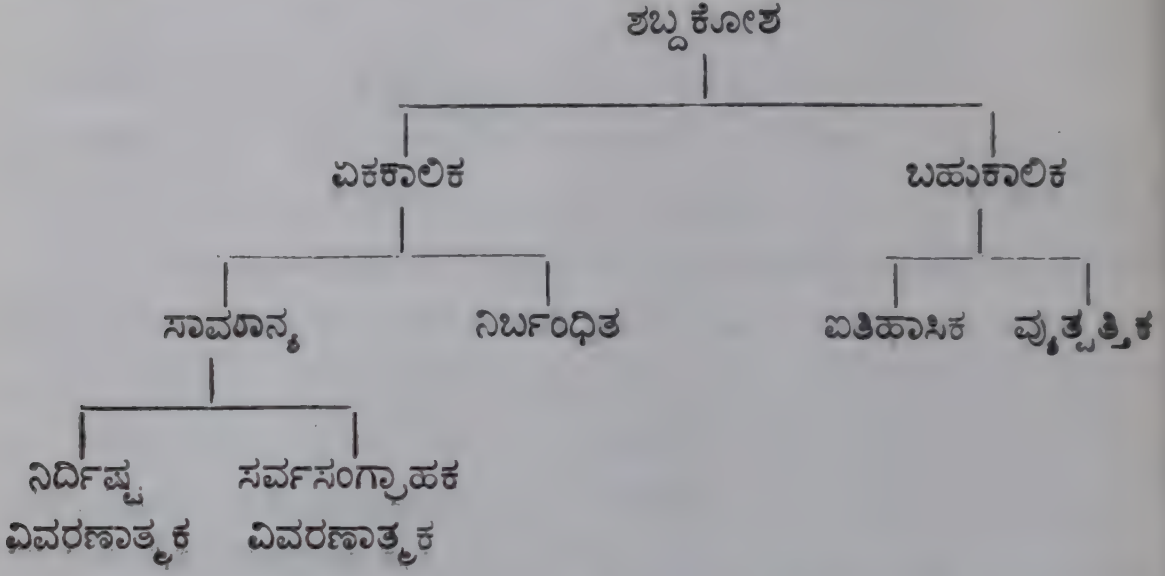 ಶಬ್ದಕೋಶ
ಏಕಕಾಲಿಕ ಬಹುಕಾಲಿಕ
ಸಾಮಾನ್ಯ ನಿರ್ಬಂಧಿತ ಐತಿಹಾಸಿಕ ವ್ಯುತ್ಪತ್ತಿಕ
ನಿರ್ದಿಷ್ಟ ಸರ್ವಸಂಗ್ರಾಹಕ
ವಿವರಣಾತ್ಮಕ ವಿವರಣಾತ್ಮಕ